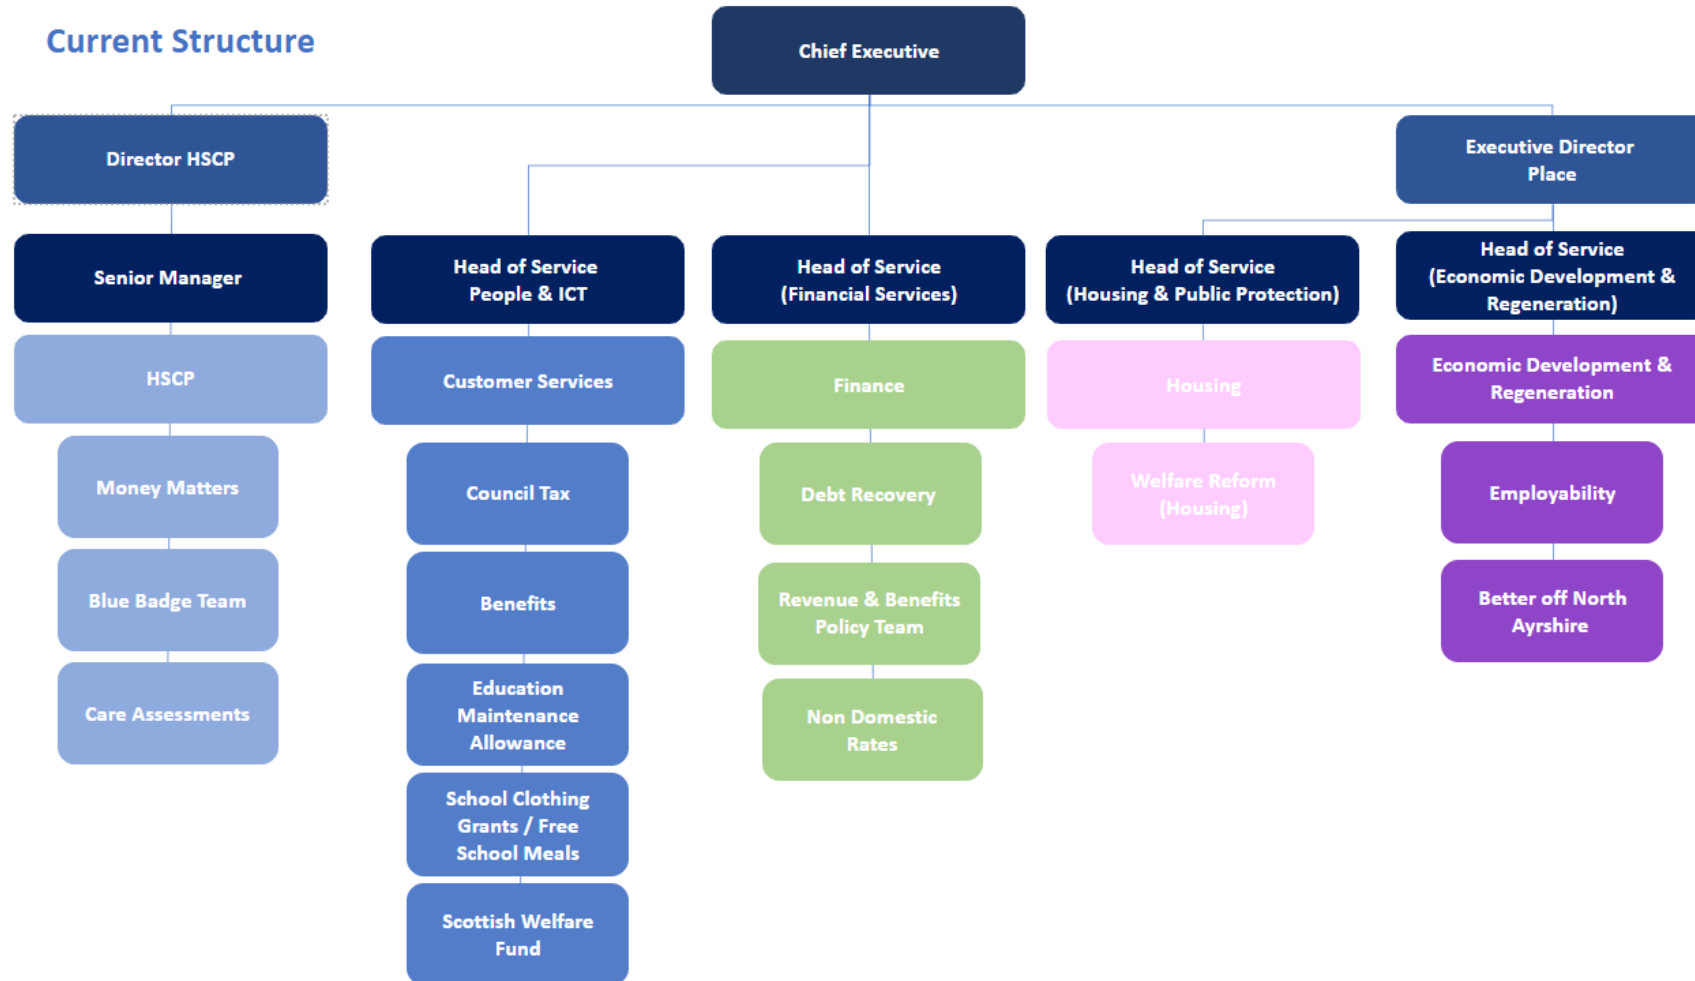 Current Structure
Chief Executive
Director HSCP
Executive Director
Place
Senior Manager
Head of Service
People & ICT
Head of Service
(Financial Services)
Head of Service
(Housing & Public Protection)
Head of Service
(Economic Development &
Regeneration)
HSCP
Customer Services
Finance
Housing
Economic Development &
Regeneration
Money Matters
Council Tax
Debt Recovery
Welfare Reform
(Housing)
Employability
Blue Badge Team
Benefits
Revenue & Benefits
Policy Team
Better off North
Ayrshire
Care Assessments
Education
Maintenance
Allowance
Non Domestic
Rates
School Clothing
Grants / Free
School Meals
Scottish Welfare
Fund